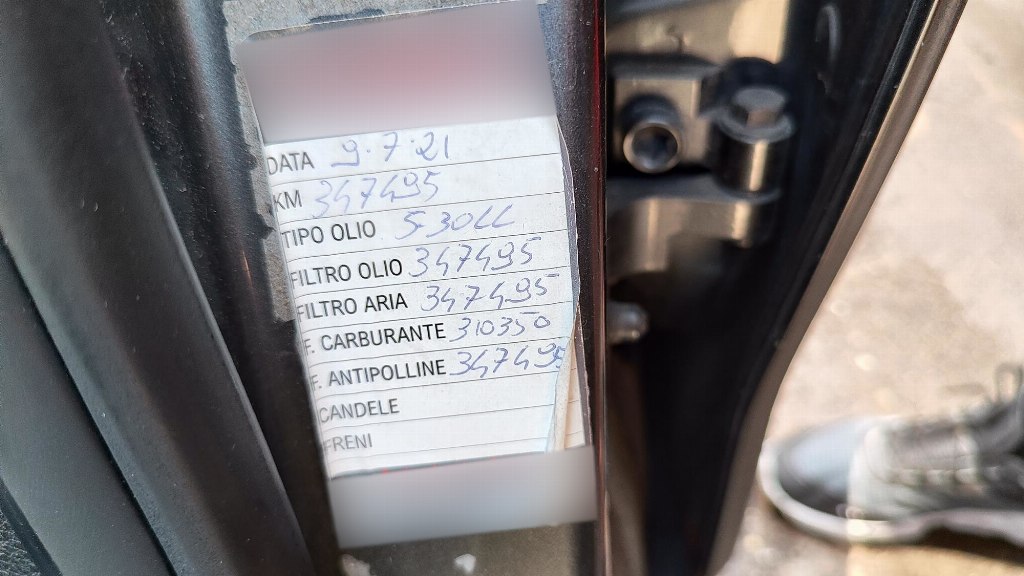 DATA 9.7.21
KM 347495
TIPO OLIO 5.30LL
FILTRO OLIO 347495
FILTRO ARIA 347495
F. CARBURANTE 310350
F. ANTIPOLLINE 347495
CANDELE
FRENI